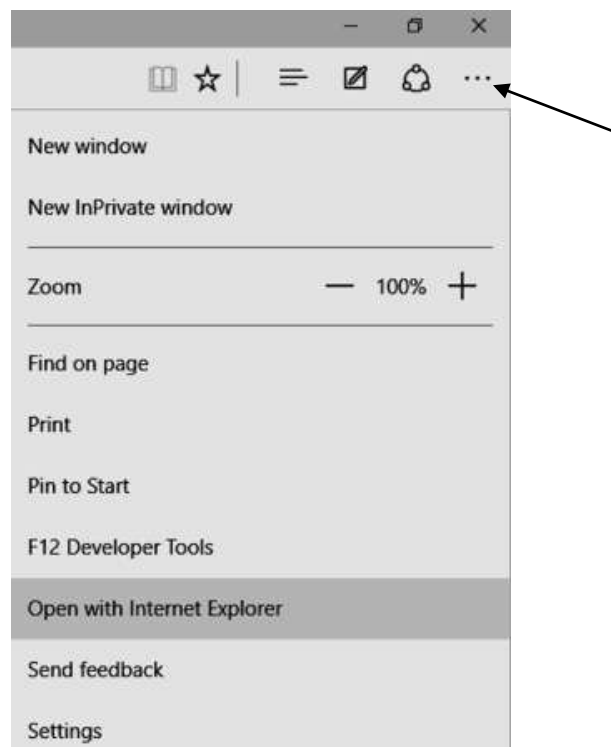 New window
New InPrivate window
Zoom 100%
Find on page
Print
Pin to Start
F12 Developer Tools
Open with Internet Explorer
Send feedback
Settings